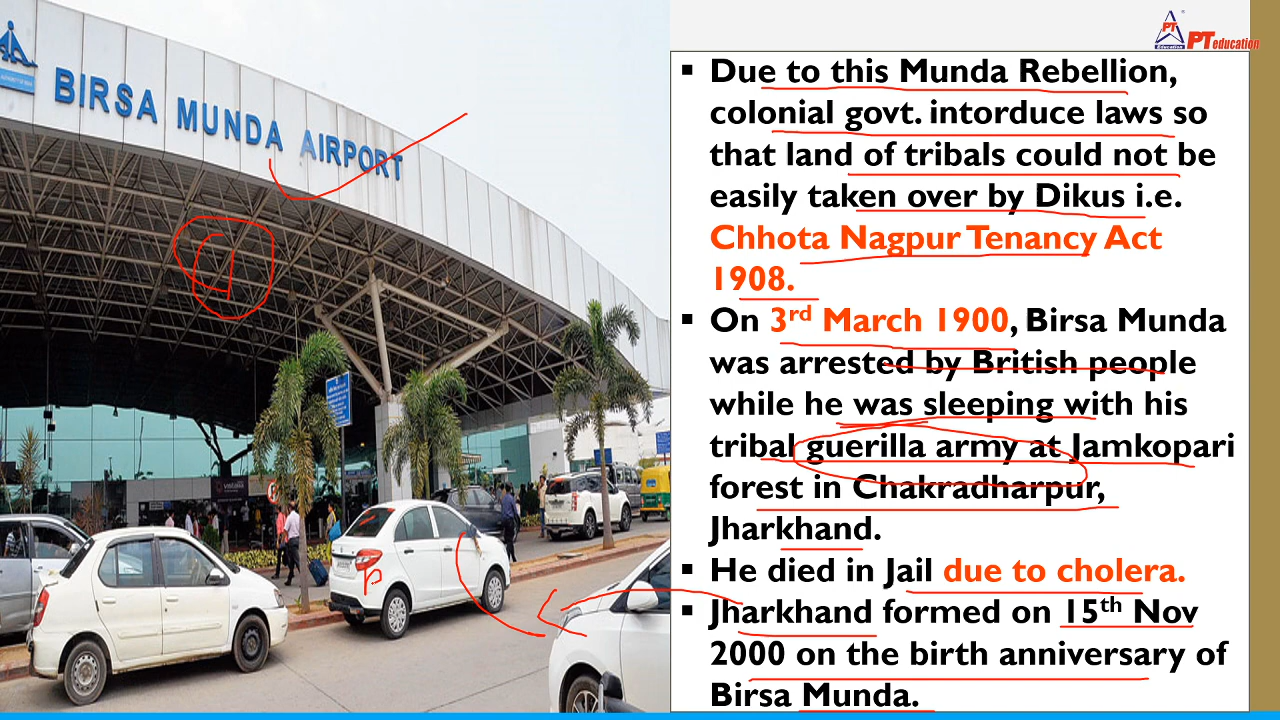 BIRSA MUNDA AIRPORT
PT
Education
PT education
▪ Due to this Munda Rebellion,
colonial govt. intorduce laws so
that land of tribals could not be
easily taken over by Dikus i.e.
Chhota Nagpur Tenancy Act
1908.
▪ On 3rd March 1900, Birsa Munda
was arrested by British people
while he was sleeping with his
tribal guerilla army at Jamkopari
forest in Chakradharpur,
Jharkhand.
▪ He died in Jail due to cholera.
▪ Jharkhand formed on 15th Nov
2000 on the birth anniversary of
Birsa Munda.